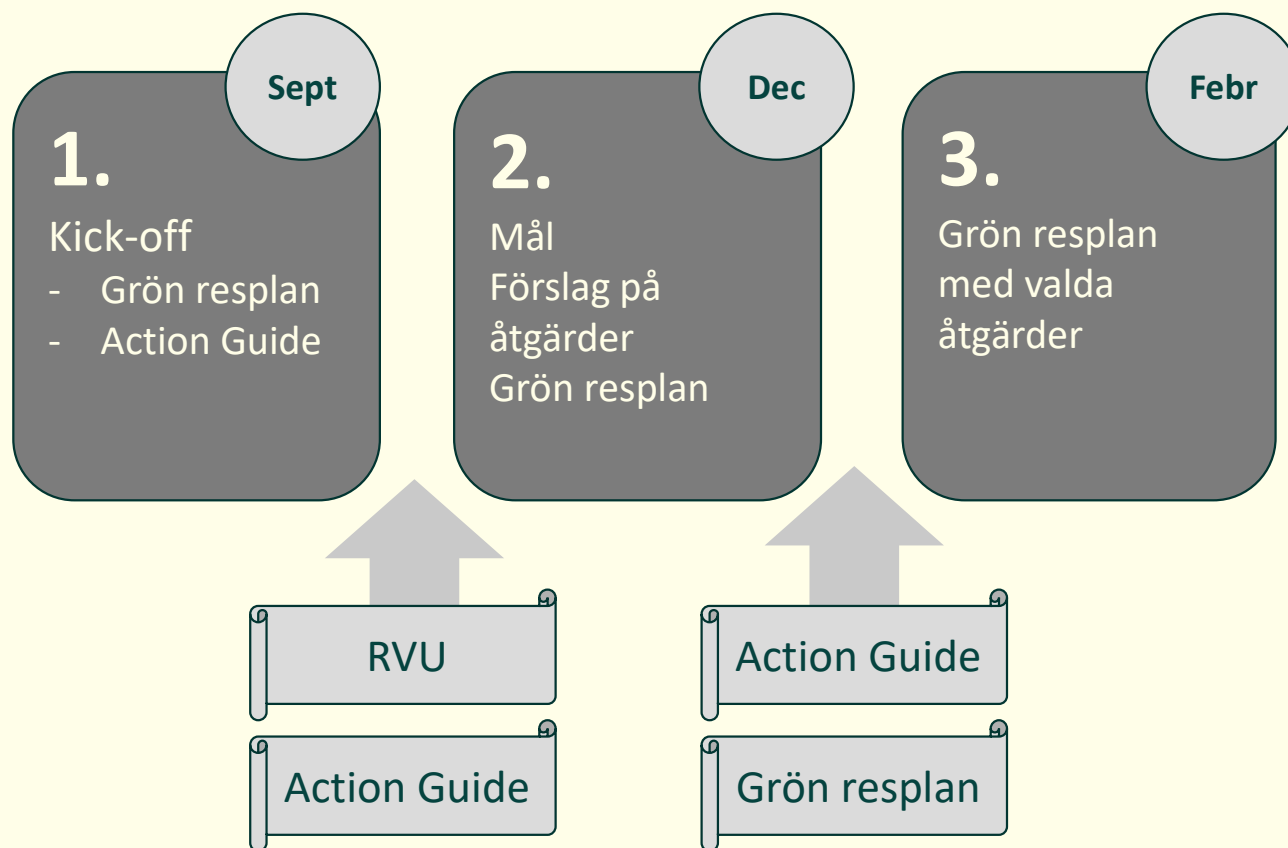 Sept
1.
Kick-off
- Grön resplan
- Action Guide
Dec
2.
Mål
Förslag på
åtgärder
Grön resplan
Febr
3.
Grön resplan
med valda
åtgärder
RVU
Action Guide
Action Guide
Grön resplan